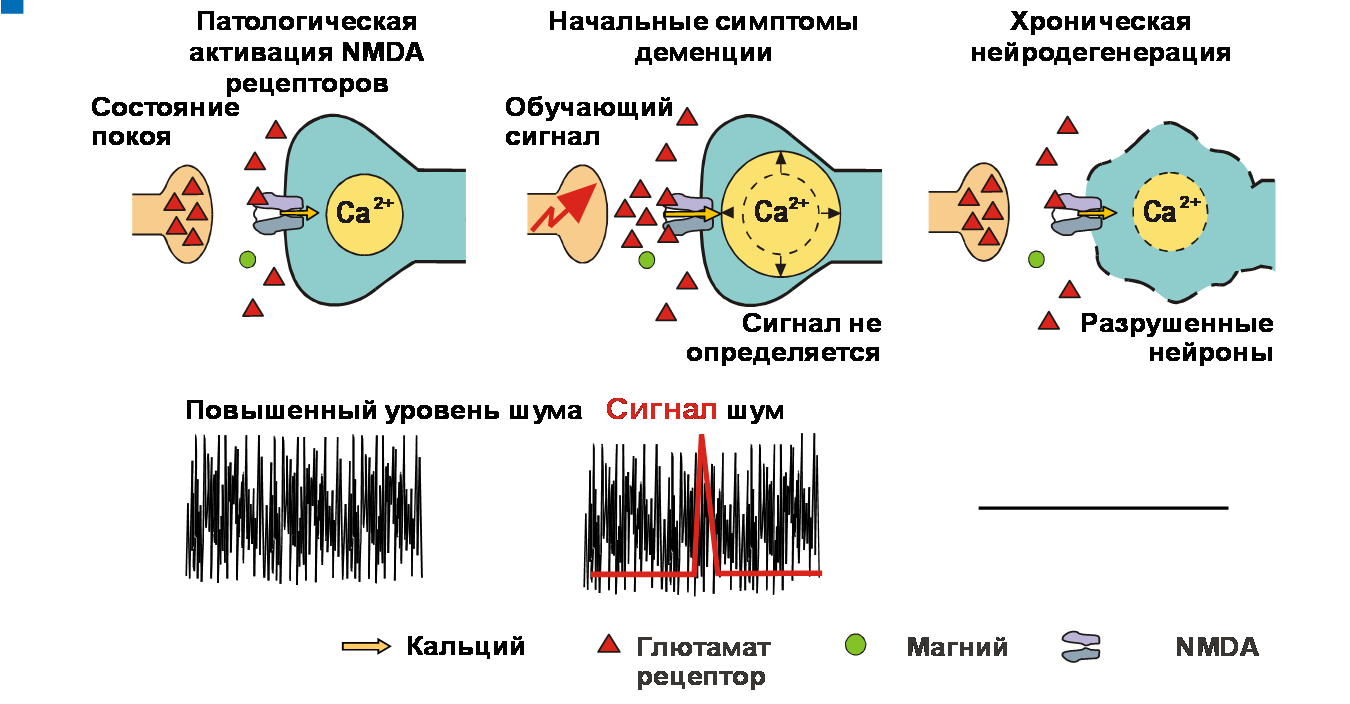 Патологическая
активация NMDA
рецепторов
Начальные симптомы
деменции
Хроническая
нейродегенерация
Состояние
покоя
Обучающий
сигнал
Ca2+
Ca2+
Ca2+
Сигнал не
определяется
Разрушенные
нейроны
Повышенный уровень шума
Сигнал шум
Кальций
Глютамат
рецептор
Магний
NMDA